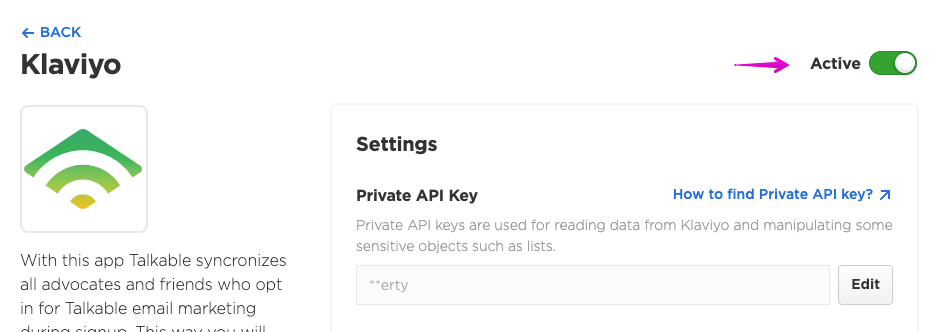 BACK
Klaviyo
Active
Settings
Private API Key
How to find Private API key?
Private API keys are used for reading data from Klaviyo and manipulating some
sensitive objects such as lists.
**erty
Edit
With this app Talkable syncronizes
all advocates and friends who opt
in for Talkable email marketing
during signup. This way you will